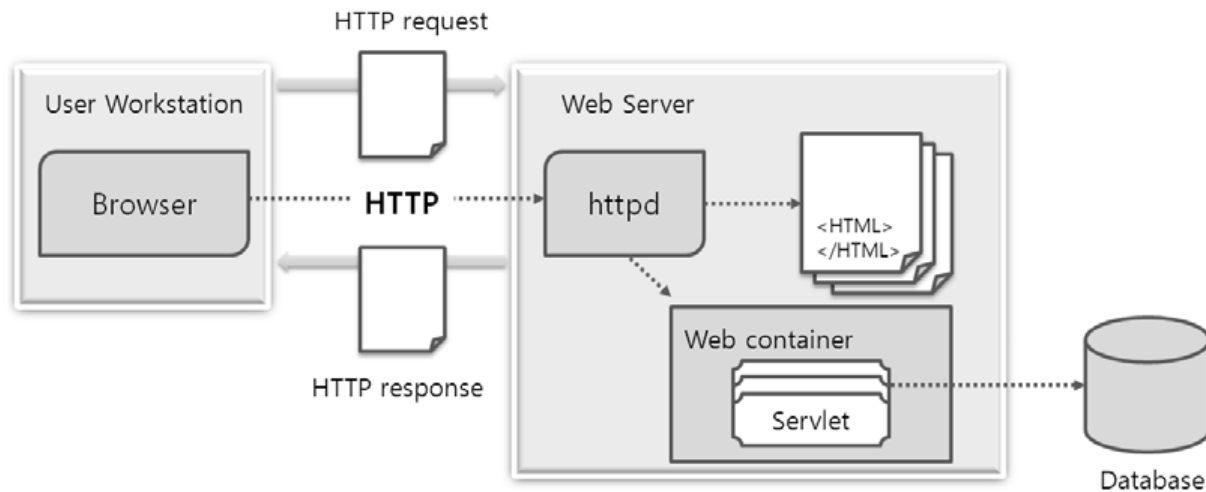 HTTP request
User Workstation
Web Server
Browser
HTTP
httpd
<HTML>
</HTML>
Web container
HTTP response
Servlet
Database